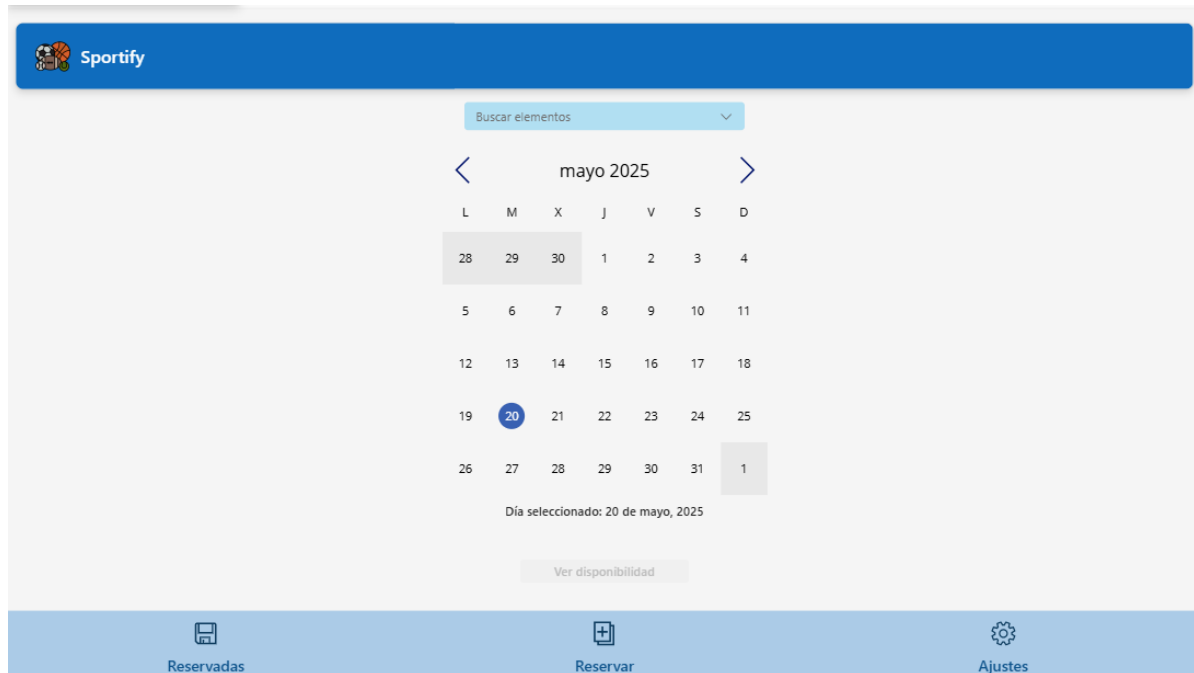 Sportify
Buscar elementos
mayo 2025
L M X J V S D
28 29 30 1 2 3 4
5 6 7 8 9 10 11
12 13 14 15 16 17 18
19 20 21 22 23 24 25
26 27 28 29 30 31 1
Día seleccionado: 20 de mayo, 2025
Ver disponibilidad
Reservadas Reservar Ajustes